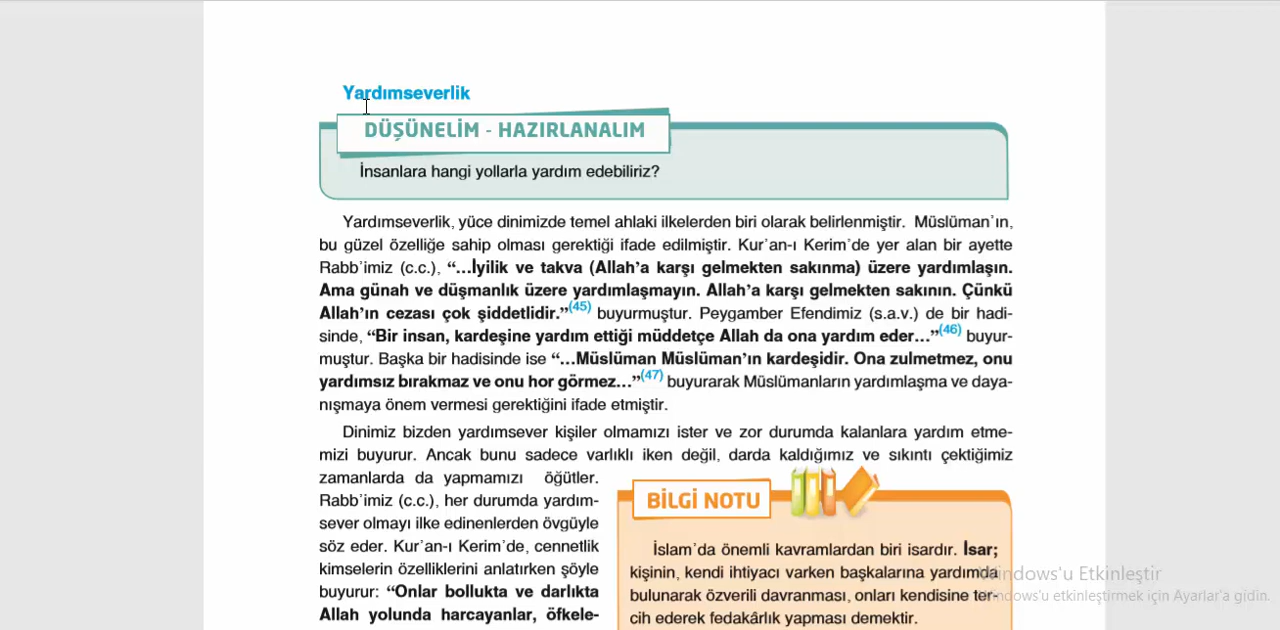 Yardımseverlik
DÜŞÜNELİM - HAZIRLANALIM
İnsanlara hangi yollarla yardım edebiliriz?
Yardımseverlik, yüce dinimizde temel ahlaki ilkelerden biri olarak belirlenmiştir. Müslüman’ın,
bu güzel özelliğe sahip olması gerektiği ifade edilmiştir. Kur’an-ı Kerim’de yer alan bir ayette
Rabb’imiz (c.c.), “...İyilik ve takva (Allah’a karşı gelmekten sakınma) üzere yardımlaşın.
Ama günah ve düşmanlık üzere yardımlaşmayın. Allah’a karşı gelmekten sakının. Çünkü
Allah’ın cezası çok şiddetlidir.”(45) buyurmuştur. Peygamber Efendimiz (s.a.v.) de bir hadi-
sinde, “Bir insan, kardeşine yardım ettiği müddetçe Allah da ona yardım eder...”(46) buyur-
muştur. Başka bir hadisinde ise “...Müslüman Müslüman’ın kardeşidir. Ona zulmetmez, onu
yardımsız bırakmaz ve onu hor görmez...”(47) buyurarak Müslümanların yardımlaşma ve daya-
nışmaya önem vermesi gerektiğini ifade etmiştir.
Dinimiz bizden yardımsever kişiler olmamızı ister ve zor durumda kalanlara yardım etme-
mizi buyurur. Ancak bunu sadece varlıklı iken değil, darda kaldığımız ve sıkıntı çektiğimiz
zamanlarda da yapmamızı öğütler.
Rabb’imiz (c.c.), her durumda yardım-
sever olmayı ilke edinenlerden övgüyle
söz eder. Kur’an-ı Kerim’de, cennetlik
kimselerin özelliklerini anlatırken şöyle
buyurur: “Onlar bollukta ve darlıkta
Allah yolunda harcayanlar, öfkele-
BİLGİ NOTU
İslam’da önemli kavramlardan biri isardır. İsar;
kişinin, kendi ihtiyacı varken başkalarına yardımda
bulunarak özverili davranması, onları kendisine ter-
cih ederek fedakârlık yapması demektir.
Windows'u Etkinleştir
Windows'u etkinleştirmek için Ayarlar'a gidin.